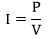 I = P/V